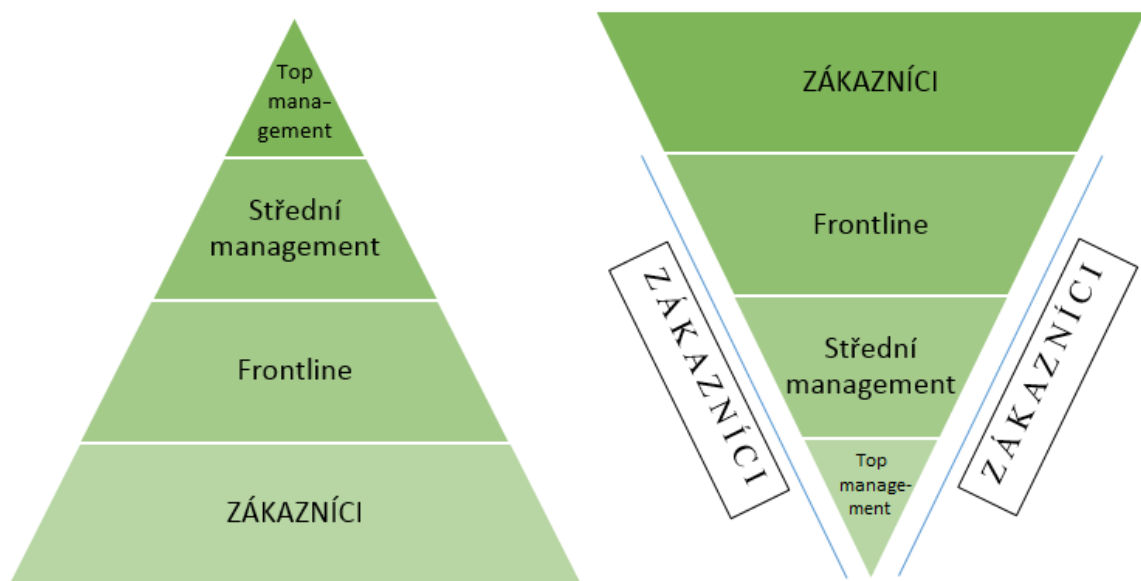 Top
mana-
gement
Střední
management
Frontline
ZÁKAZNÍCI
ZÁKAZNÍCI
Frontline
Střední
management
Top
manage-
ment
ZÁKAZNÍCI
ZÁKAZNÍCI